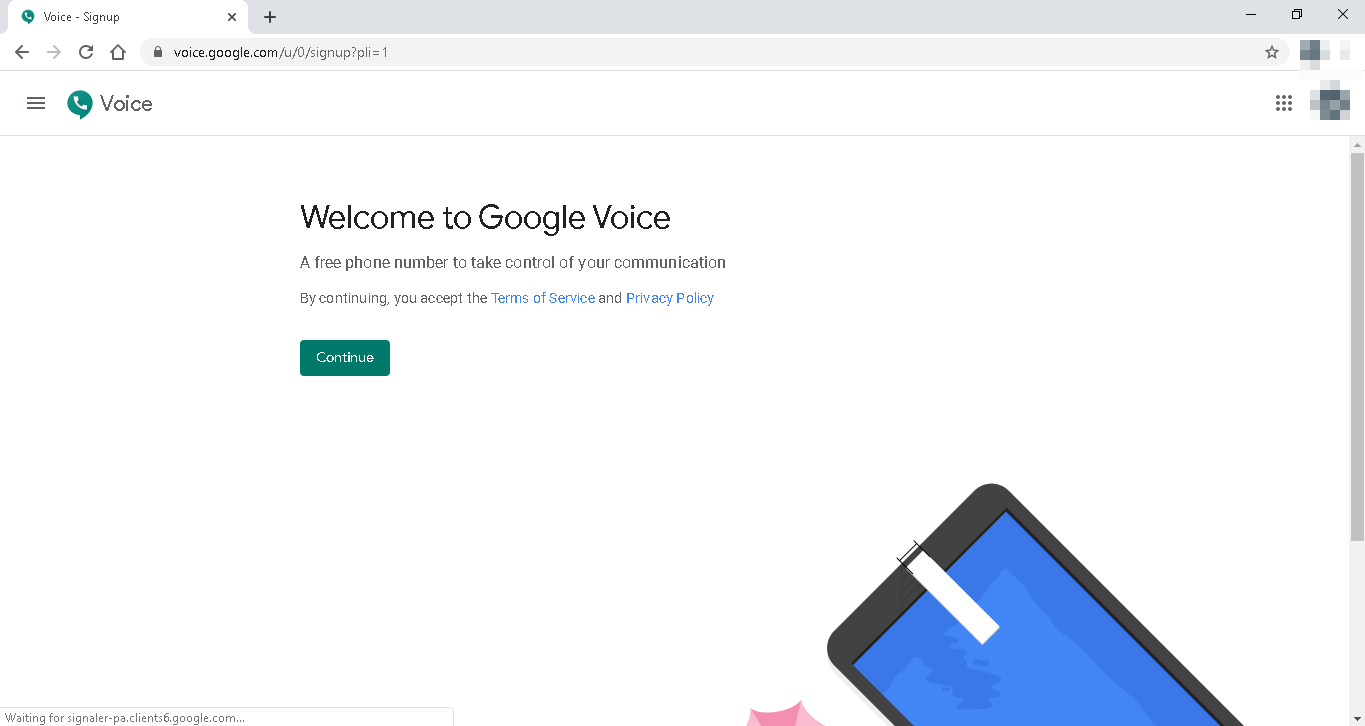 Voice - Signup
voice.google.com/u/0/signup?pli=1
Voice
Welcome to Google Voice
A free phone number to take control of your communication
By continuing, you accept the Terms of Service and Privacy Policy
Continue
Waiting for signaler-pa.clients6.google.com...